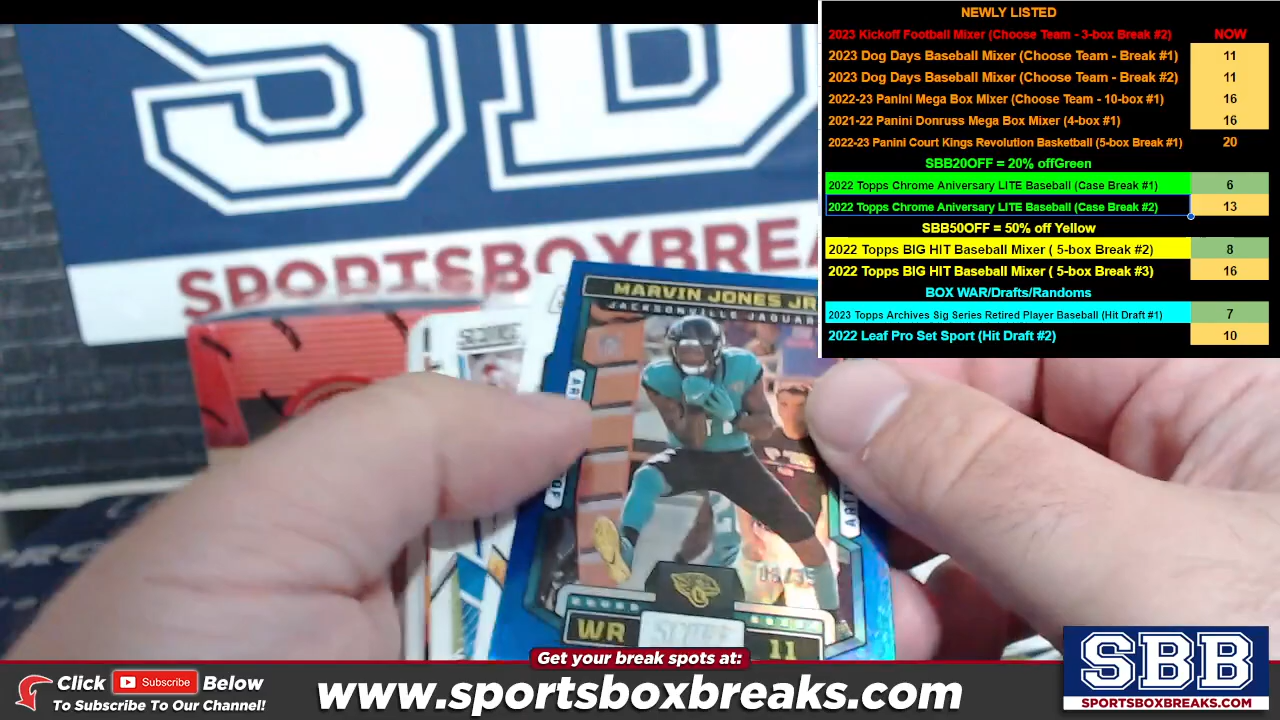 NEWLY LISTED
2023 Kickoff Football Mixer (Choose Team - 3-box Break #2) NOW
2023 Dog Days Baseball Mixer (Choose Team - Break #1) 11
2023 Dog Days Baseball Mixer (Choose Team - Break #2) 11
2022-23 Panini Mega Box Mixer (Choose Team - 10-box #1) 16
2021-22 Panini Donruss Mega Box Mixer (4-box #1) 16
2022-23 Panini Court Kings Revolution Basketball (5-box Break #1) 20
SBB20OFF = 20% offGreen
2022 Topps Chrome Aniversary LITE Baseball (Case Break #1) 6
2022 Topps Chrome Aniversary LITE Baseball (Case Break #2) 13
SBB50OFF = 50% off Yellow
2022 Topps BIG HIT Baseball Mixer ( 5-box Break #2) 8
2022 Topps BIG HIT Baseball Mixer ( 5-box Break #3) 16
BOX WAR/Drafts/Randoms
2023 Topps Archives Sig Series Retired Player Baseball (Hit Draft #1) 7
2022 Leaf Pro Set Sport (Hit Draft #2) 10
SBB
SPORTSBOXBREA
MARVIN JONES JR
JACKSONVILLE JAGUAR
SCORE
WR
SCORE
11
Get your break spots at:
Click Subscribe Below
To Subscribe To Our Channel!
www.sportsboxbreaks.com
SBB
SPORTSBOXBREAKS.COM